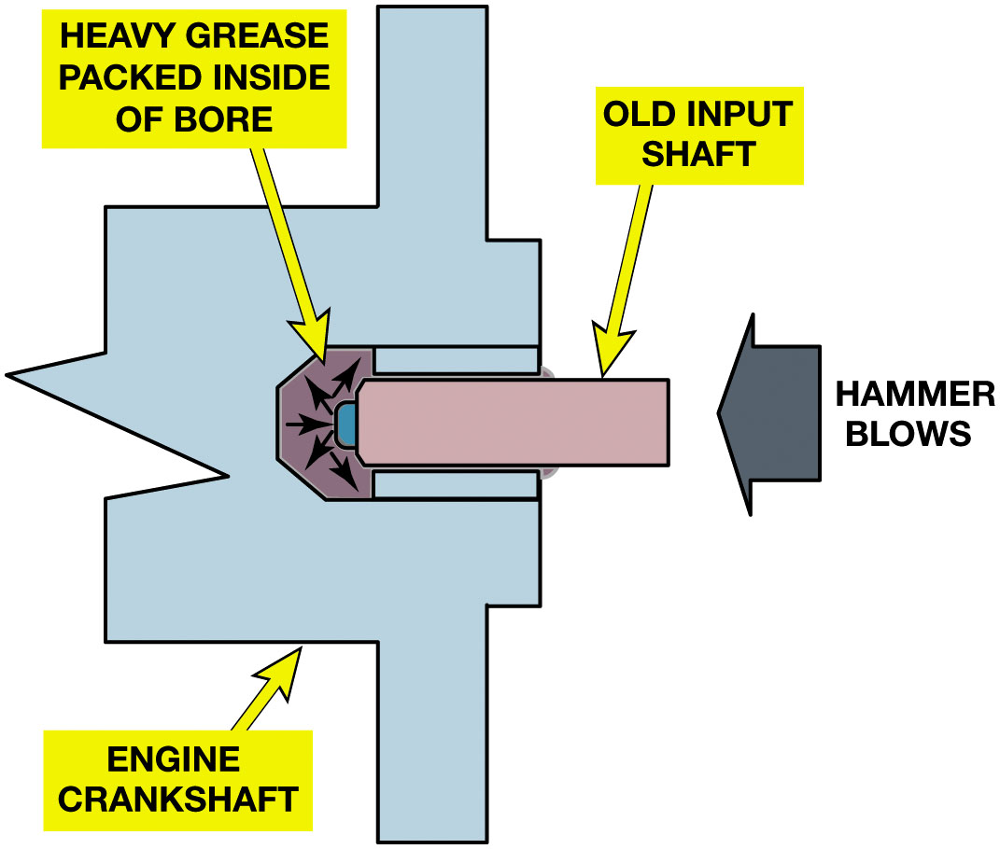 HEAVY GREASE
PACKED INSIDE
OF BORE
OLD INPUT
SHAFT
HAMMER
BLOWS
ENGINE
CRANKSHAFT